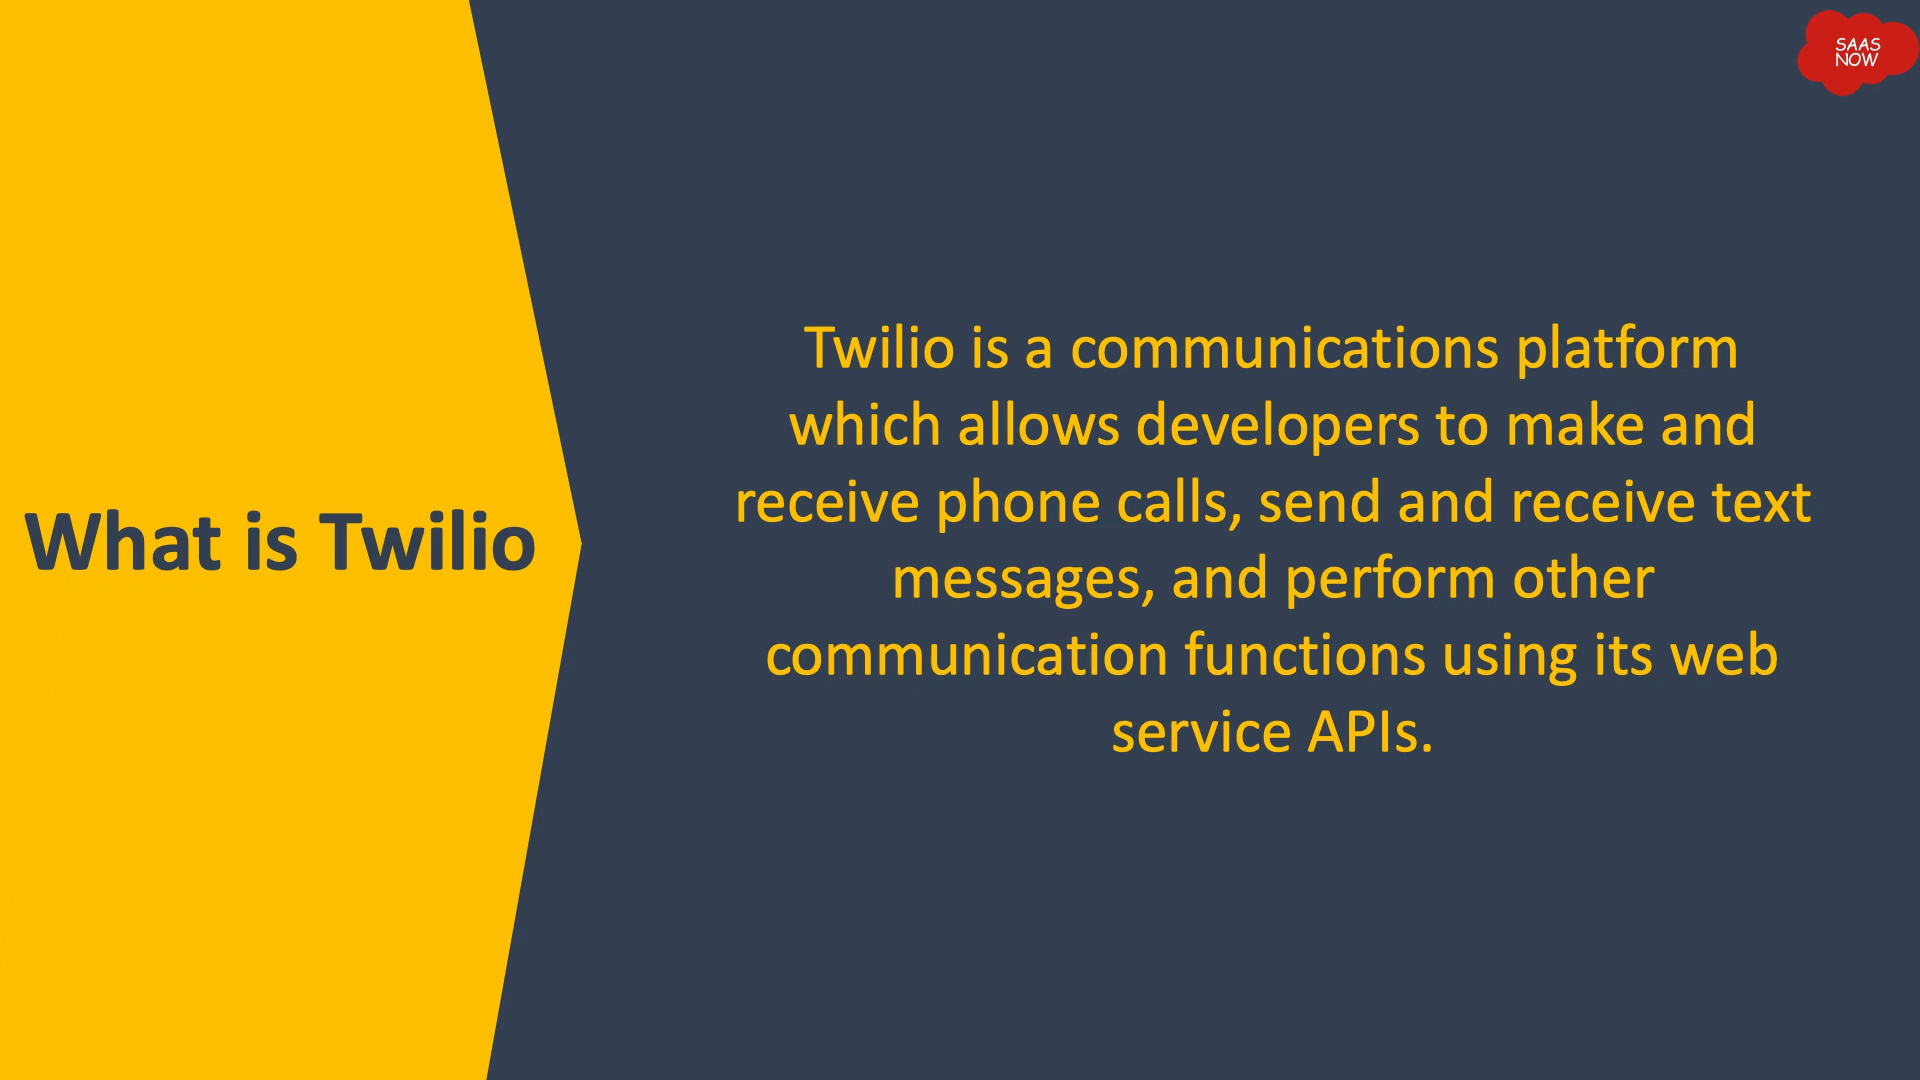 SAAS
NOW
What is Twilio
Twilio is a communications platform
which allows developers to make and
receive phone calls, send and receive text
messages, and perform other
communication functions using its web
service APIs.